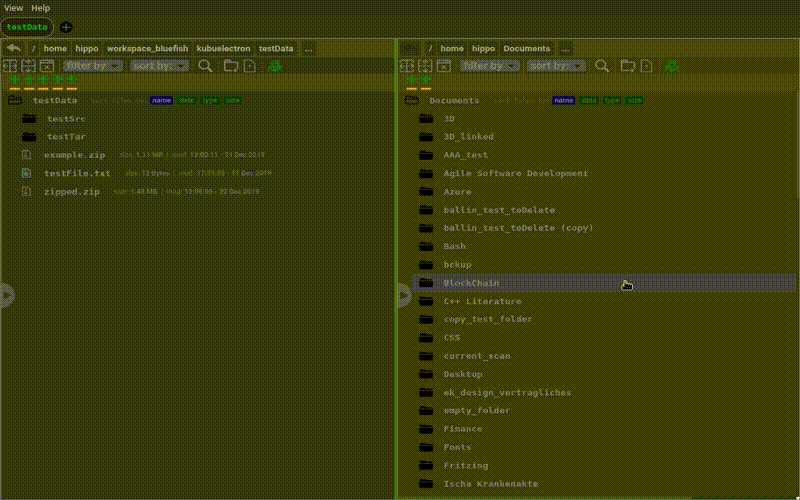 View Help
testData
/ home hippo workspace_bluefish kubuelectron testData ...
filter by: sort by:
testData sort files by: name date type size
testSrc
testTar
example.zip size: 1.11 MB | mod: 12:02:11 - 21 Dec 2019
testFile.txt size: 12 Bytes | mod: 17:31:05 - 11 Dec 2019
zipped.zip size: 1.45 MB | mod: 12:06:06 - 22 Dec 2019
/ home hippo Documents ...
filter by: sort by:
Documents sort files by: name date type size
3D
3D_linked
AAA_test
Agile Software Development
Azure
ballin_test_toDelete
ballin_test_toDelete (copy)
Bash
bckup
BlockChain
C++ Literature
copy_test_folder
CSS
current_scan
Desktop
ek_design_vertragliches
empty_folder
Finance
Fonts
Fritzing
Ischa Krankenakte